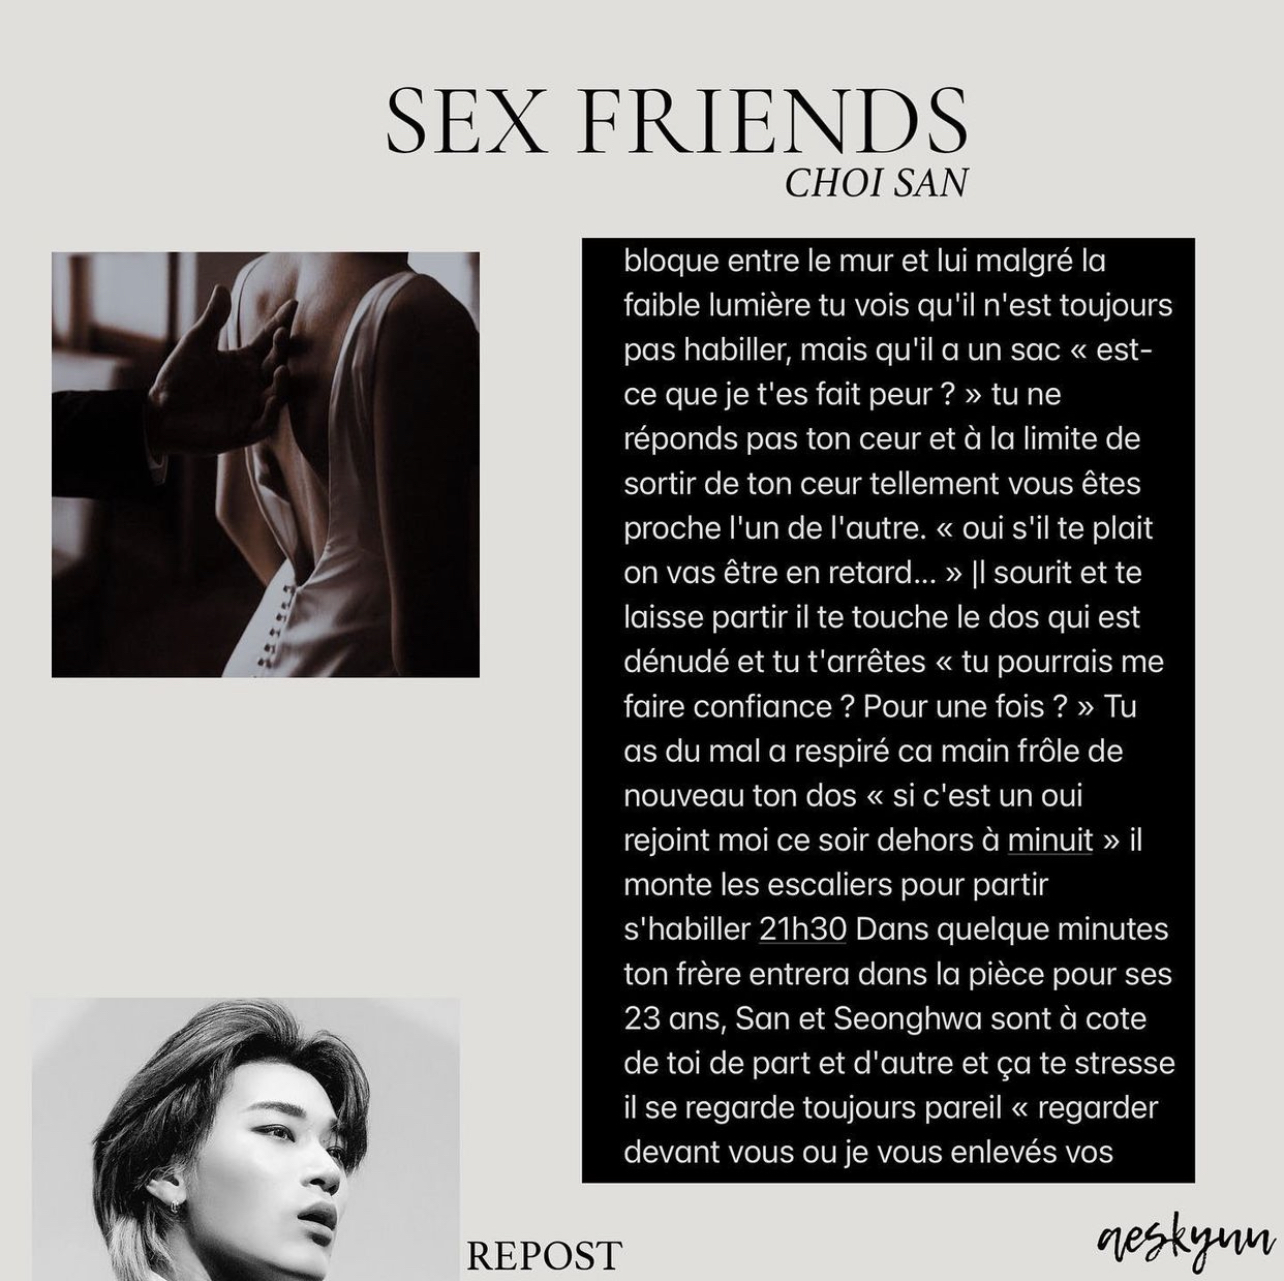 SEX FRIENDS
CHOI SAN
bloque entre le mur et lui malgré la
faible lumière tu vois qu'il n'est toujours
pas habiller, mais qu'il a un sac « est-
ce que je t'es fait peur ? » tu ne
réponds pas ton ceur et à la limite de
sortir de ton ceur tellement vous êtes
proche l'un de l'autre. « oui s'il te plait
on vas être en retard... » |l sourit et te
laisse partir il te touche le dos qui est
dénudé et tu t'arrêtes « tu pourrais me
faire confiance ? Pour une fois ? » Tu
as du mal a respiré ca main frôle de
nouveau ton dos « si c'est un oui
rejoint moi ce soir dehors à minuit » il
monte les escaliers pour partir
s'habiller 21h30 Dans quelque minutes
ton frère entrera dans la pièce pour ses
23 ans, San et Seonghwa sont à cote
de toi de part et d'autre et ça te stresse
il se regarde toujours pareil « regarder
devant vous ou je vous enlevés vos
REPOST
aeskyun